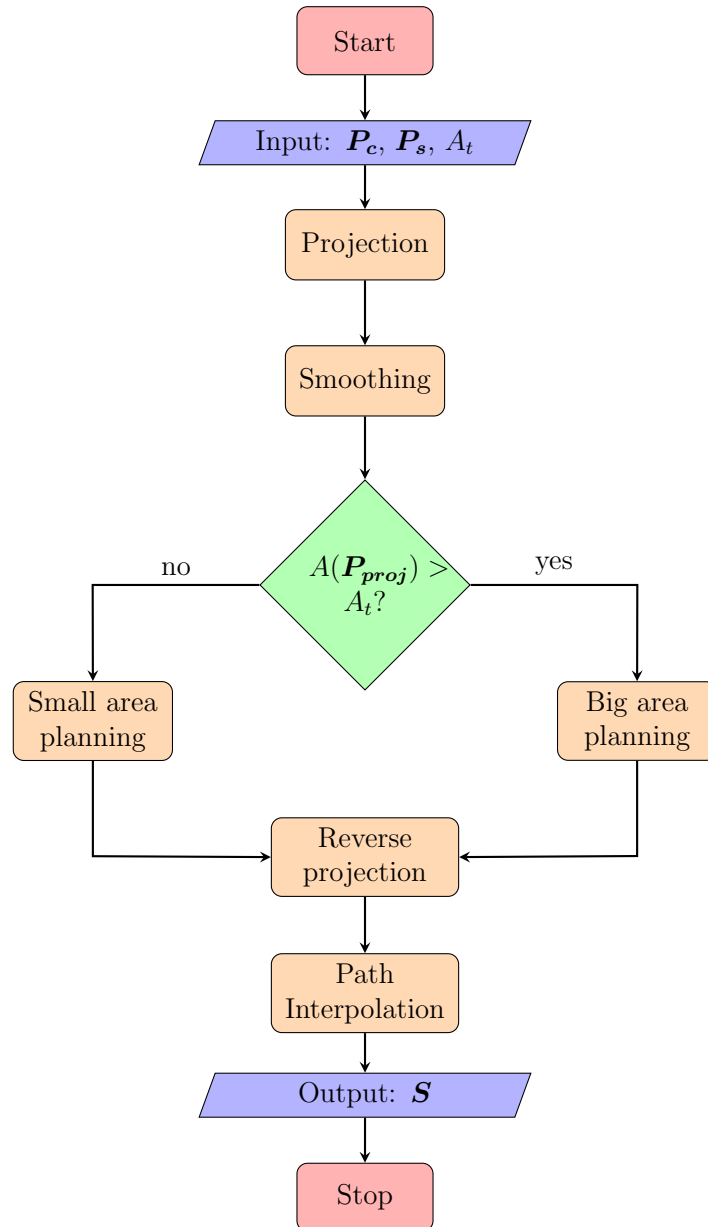 Start
Input: P_c, P_s, A_t
Projection
Smoothing
A(P_proj) >
A_t?
no
yes
Small area
planning
Big area
planning
Reverse
projection
Path
Interpolation
Output: S
Stop